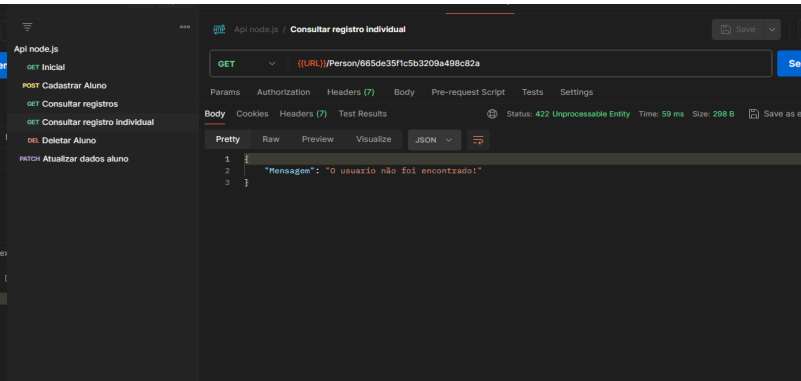 Api node.js / Consultar registro individual
Save
Api node.js
GET Inicial
POST Cadastrar Aluno
GET Consultar registros
GET Consultar registro individual
DEL Deletar Aluno
PATCH Atualizar dados aluno
GET {{URL}}/Person/665de35f1c5b3209a498c82a
Se
Params Authorization Headers (7) Body Pre-request Script Tests Settings
Body Cookies Headers (7) Test Results Status: 422 Unprocessable Entity Time: 59 ms Size: 298 B Save as e
Pretty Raw Preview Visualize JSON
1 {
2 "Mensagem": "O usuario não foi encontrado!"
3 }